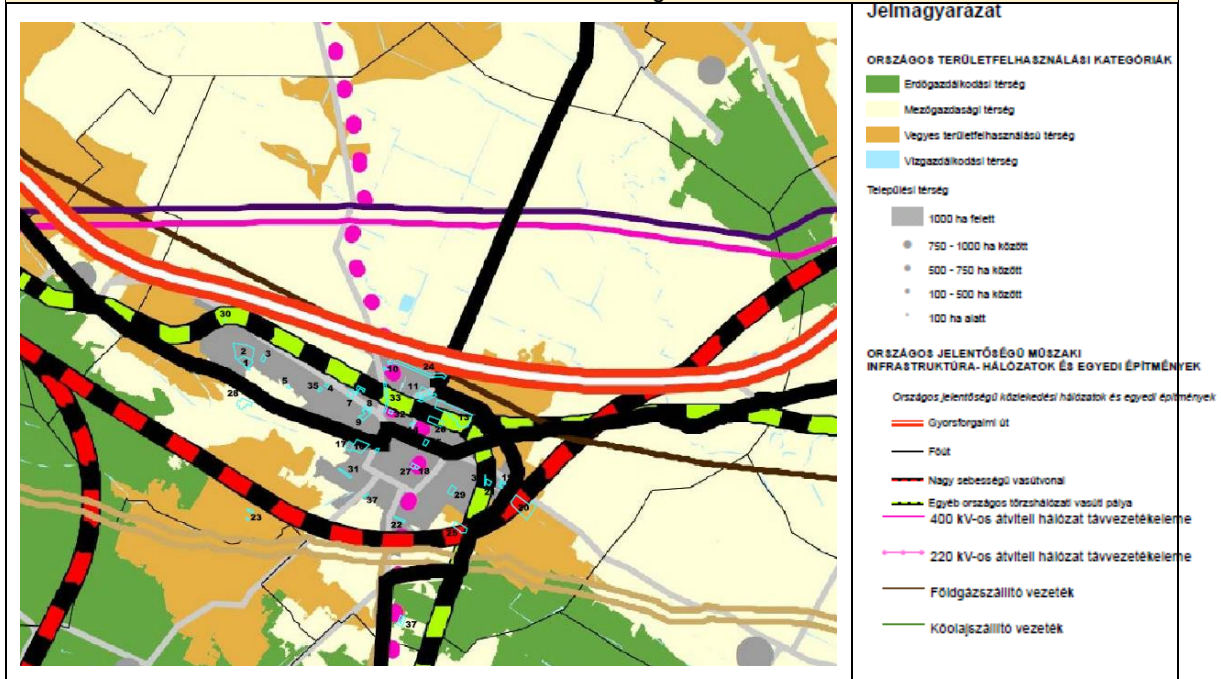 Jelmagyarázat
ORSZÁGOS TERÜLETFELHASZNÁLÁSI KATEGÓRIÁK
Erdőgazdálkodási térség
Mezőgazdasági térség
Vegyes területfelhasználású térség
Vízgazdálkodási térség
Települési térség
1000 ha felett
750 - 1000 ha között
500 - 750 ha között
100 - 500 ha között
100 ha alatt
ORSZÁGOS JELENTŐSÉGŰ MŰSZAKI
INFRASTRUKTÚRA- HÁLÓZATOK ÉS EGYEDI ÉPÍTMÉNYEK
Országos jelentőségű közlekedési hálózatok és egyedi építmények
Gyorsforgalmi út
Főút
Nagy sebességű vasútvonal
Egyéb országos törzshálózati vasúti pálya
400 kV-os átviteli hálózat távvezetékeleme
220 kV-os átviteli hálózat távvezetékeleme
Földgázszállító vezeték
Kőolajszállító vezeték
30
2
3
1
5
35
4
28
7
8
9
10
24
11
33
32
13
26
17
31
27
18
37
29
22
23
25
20
37